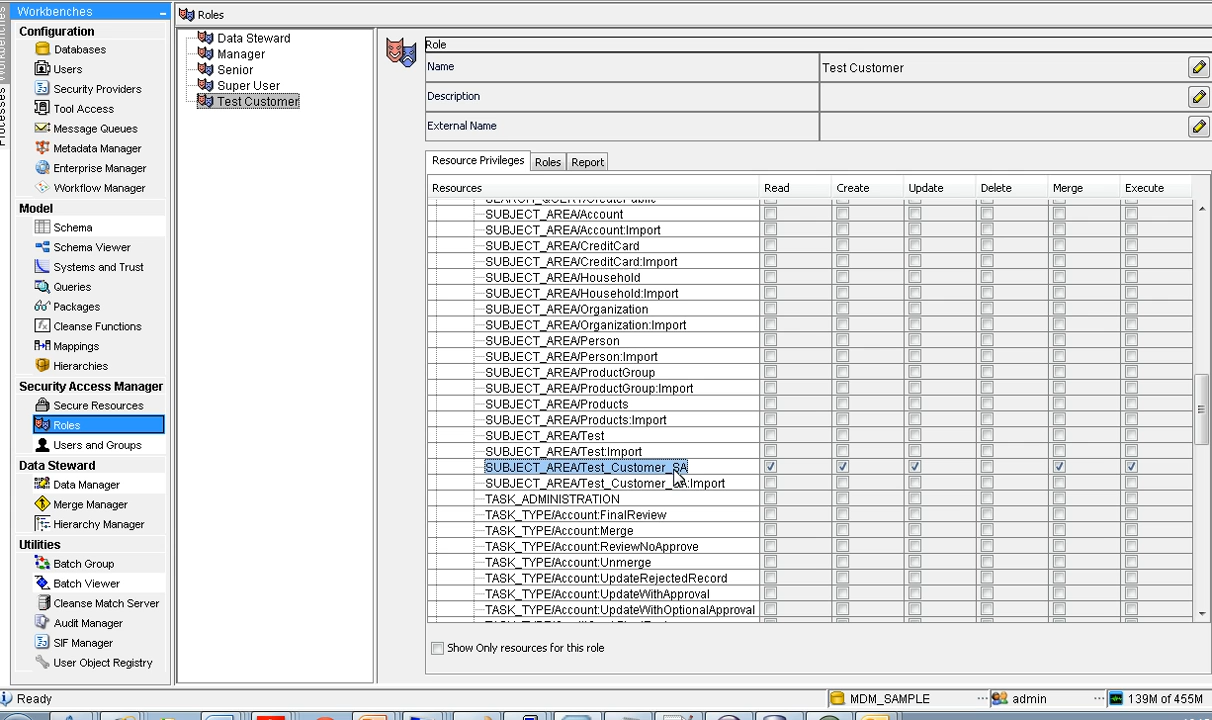 Workbenches
Processes
Workbenches
Configuration
Databases
Users
Security Providers
Tool Access
Message Queues
Metadata Manager
Enterprise Manager
Workflow Manager
Model
Schema
Schema Viewer
Systems and Trust
Queries
Packages
Cleanse Functions
Mappings
Hierarchies
Security Access Manager
Secure Resources
Roles
Users and Groups
Data Steward
Data Manager
Merge Manager
Hierarchy Manager
Utilities
Batch Group
Batch Viewer
Cleanse Match Server
Audit Manager
SIF Manager
User Object Registry
Roles
Data Steward
Manager
Senior
Super User
Test Customer
Role
Name Test Customer
Description
External Name
Resource Privileges Roles Report
Resources Read Create Update Delete Merge Execute
SEARCH_QUERY/CreatePublic
SUBJECT_AREA/Account
SUBJECT_AREA/Account:Import
SUBJECT_AREA/CreditCard
SUBJECT_AREA/CreditCard:Import
SUBJECT_AREA/Household
SUBJECT_AREA/Household:Import
SUBJECT_AREA/Organization
SUBJECT_AREA/Organization:Import
SUBJECT_AREA/Person
SUBJECT_AREA/Person:Import
SUBJECT_AREA/ProductGroup
SUBJECT_AREA/ProductGroup:Import
SUBJECT_AREA/Products
SUBJECT_AREA/Products:Import
SUBJECT_AREA/Test
SUBJECT_AREA/Test:Import
SUBJECT_AREA/Test_Customer_SA
SUBJECT_AREA/Test_Customer_SA:Import
TASK_ADMINISTRATION
TASK_TYPE/Account:FinalReview
TASK_TYPE/Account:Merge
TASK_TYPE/Account:ReviewNoApprove
TASK_TYPE/Account:Unmerge
TASK_TYPE/Account:UpdateRejectedRecord
TASK_TYPE/Account:UpdateWithApproval
TASK_TYPE/Account:UpdateWithOptionalApproval
Show Only resources for this role
Ready MDM_SAMPLE ··· admin ··· 139M of 455M